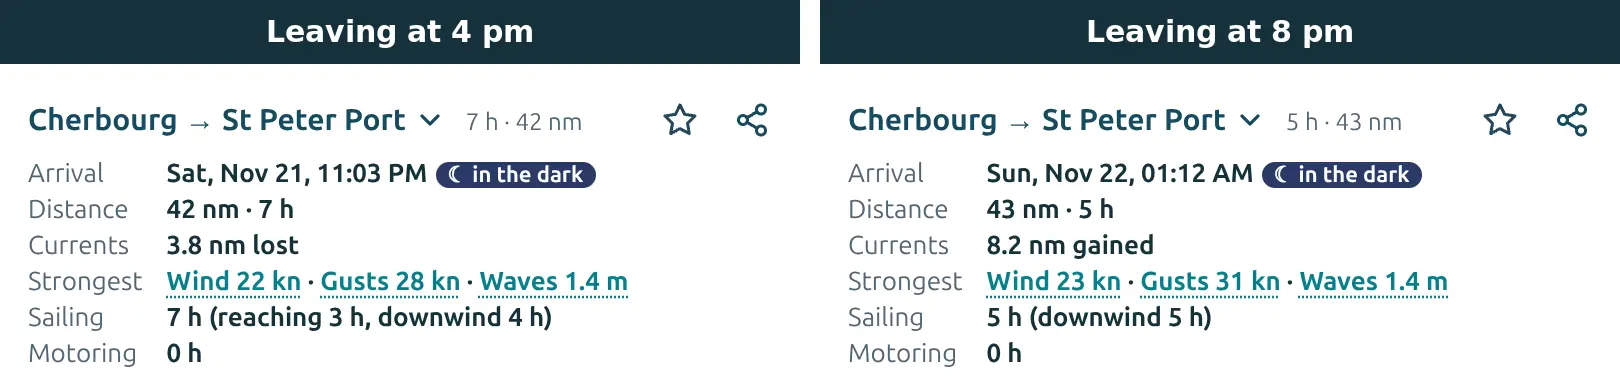 Leaving at 4 pm
Cherbourg → St Peter Port 7 h · 42 nm
Arrival Sat, Nov 21, 11:03 PM in the dark
Distance 42 nm · 7 h
Currents 3.8 nm lost
Strongest Wind 22 kn · Gusts 28 kn · Waves 1.4 m
Sailing 7 h (reaching 3 h, downwind 4 h)
Motoring 0 h
Leaving at 8 pm
Cherbourg → St Peter Port 5 h · 43 nm
Arrival Sun, Nov 22, 01:12 AM in the dark
Distance 43 nm · 5 h
Currents 8.2 nm gained
Strongest Wind 23 kn · Gusts 31 kn · Waves 1.4 m
Sailing 5 h (downwind 5 h)
Motoring 0 h